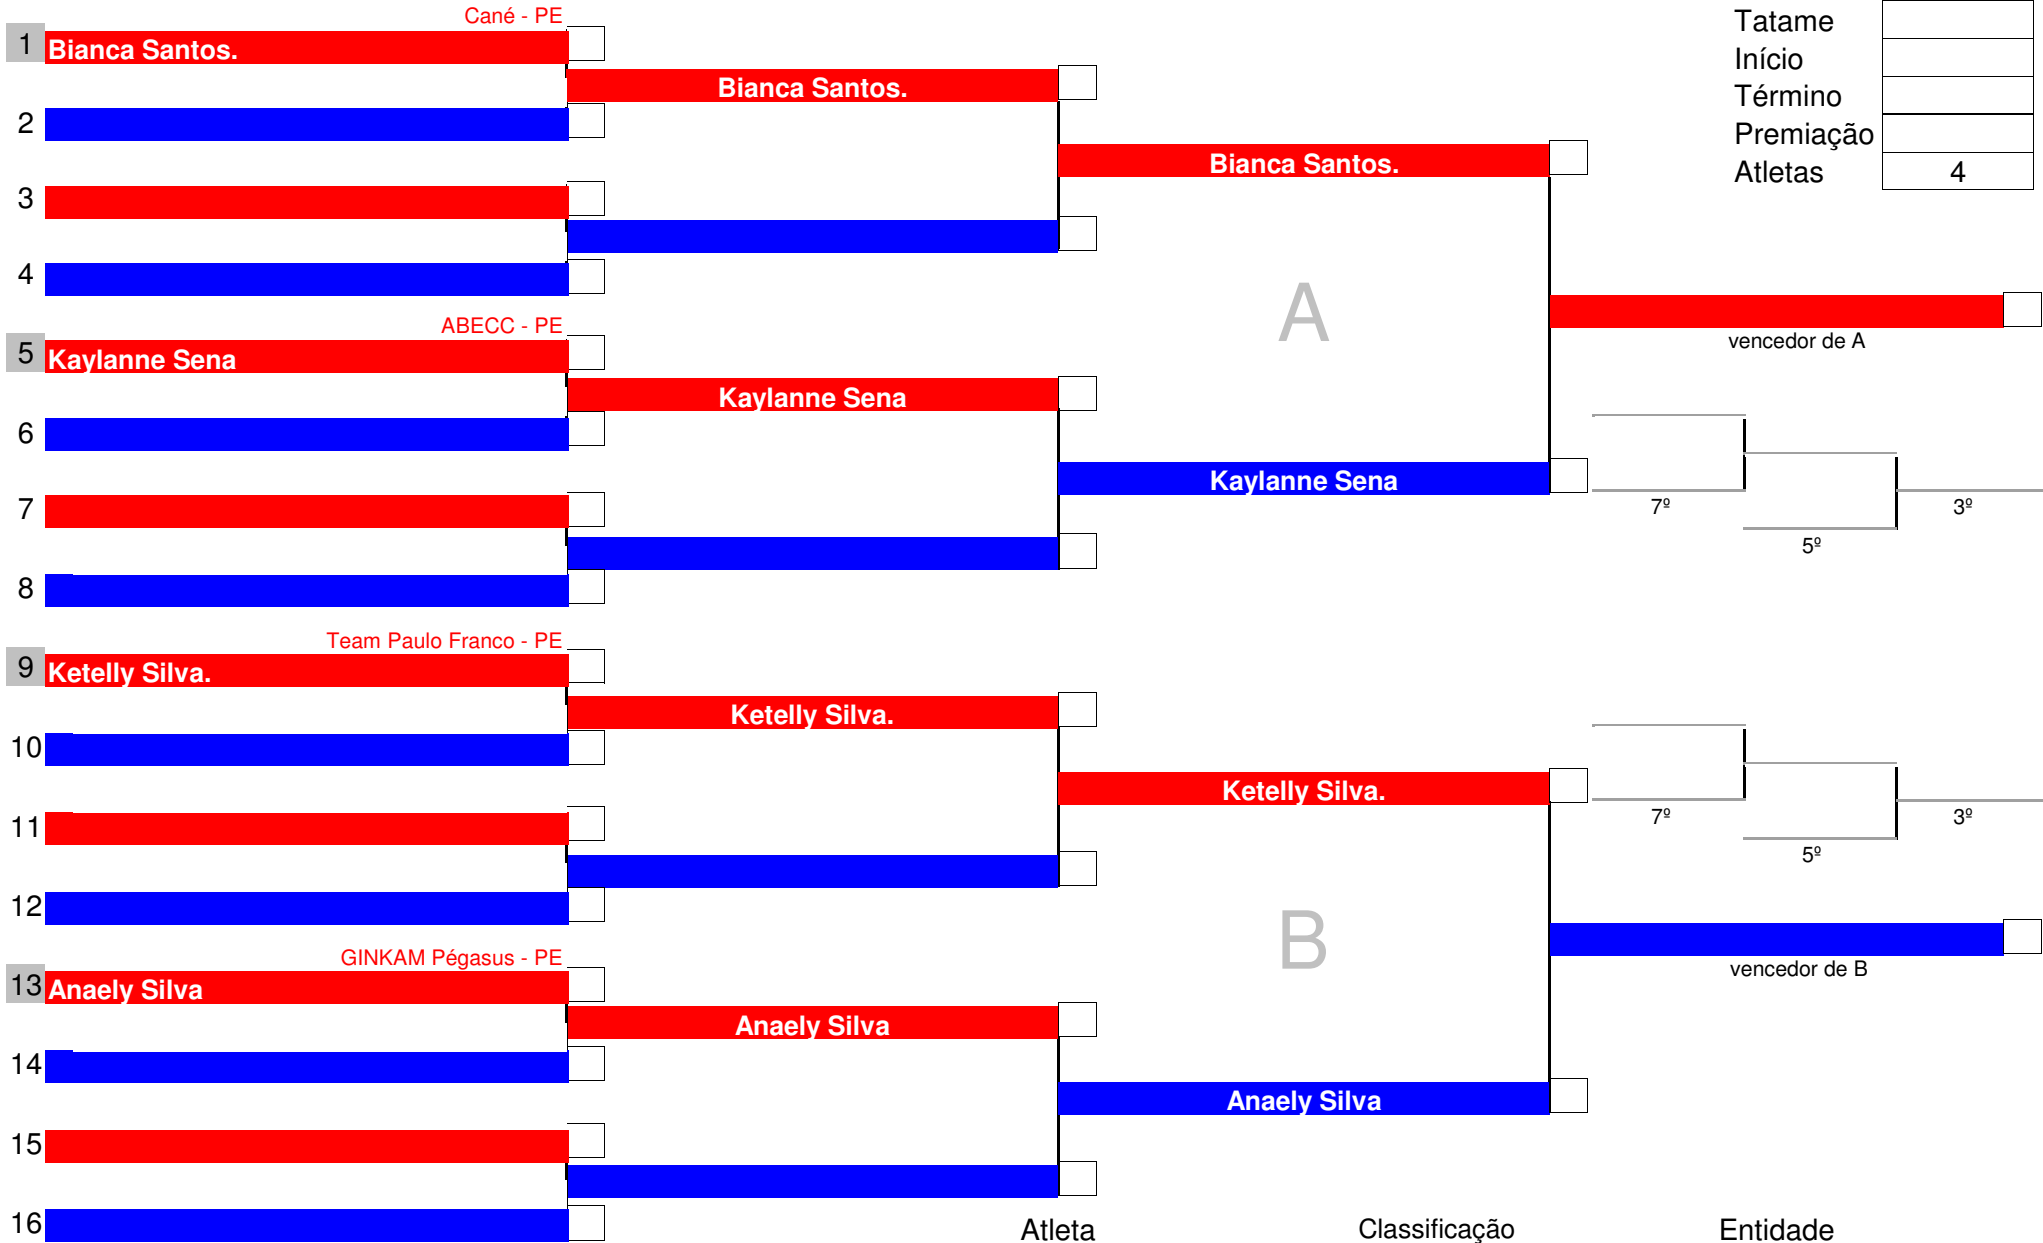 Cané - PE
1 Bianca Santos.
Bianca Santos.
2
Bianca Santos.
3
4
ABECC - PE
5 Kaylanne Sena
Kaylanne Sena
6
Kaylanne Sena
7
8
Team Paulo Franco - PE
9 Ketelly Silva.
Ketelly Silva.
10
Ketelly Silva.
11
12
GINKAM Pégasus - PE
13 Anaely Silva
Anaely Silva
14
Anaely Silva
15
16
A
B
Tatame
Início
Término
Premiação
Atletas 4
vencedor de A
7º
5º
3º
7º
5º
3º
vencedor de B
Atleta Classificação Entidade